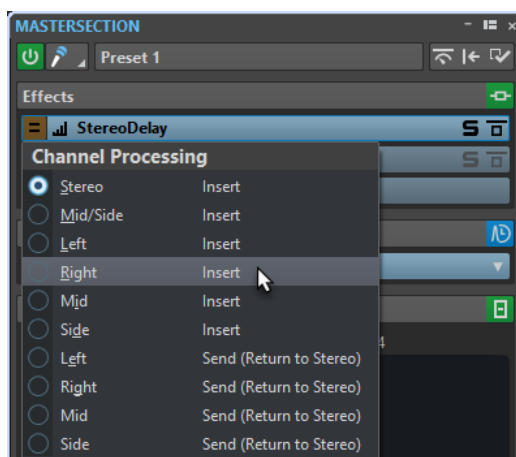 MASTERSECTION
Preset 1
Effects
StereoDelay S
Channel Processing S
Stereo Insert
Mid/Side Insert
Left Insert
Right Insert
Mid Insert
Side Insert
4
Left Send (Return to Stereo)
Right Send (Return to Stereo)
Mid Send (Return to Stereo)
Side Send (Return to Stereo)